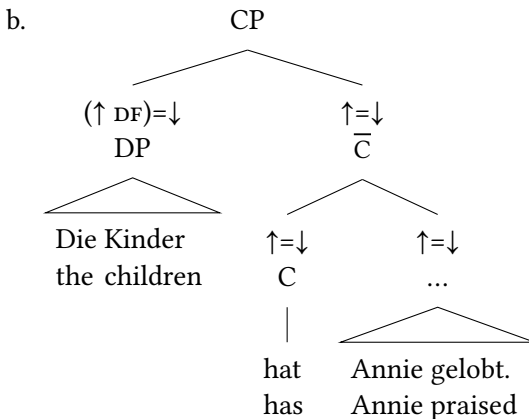 b. CP
(↑ DF)=↓ ↑=↓
DP C̅
Die Kinder ↑=↓ ↑=↓
the children C ...
hat Annie gelobt.
has Annie praised